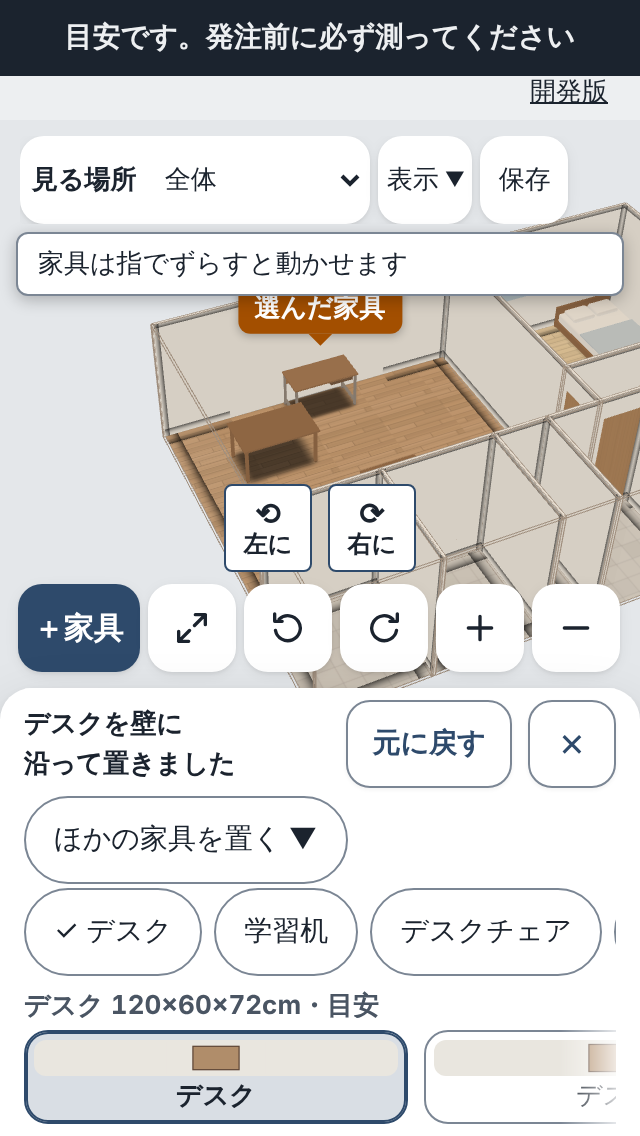 目安です。発注前に必ず測ってください
開発版
見る場所 全体 表示 ▼ 保存
家具は指でずらすと動かせます
選んだ家具
⟲ ⟳
左に 右に
+家具
デスクを壁に
沿って置きました
元に戻す ✕
ほかの家具を置く ▼
✓ デスク 学習机 デスクチェア
デスク 120×60×72cm・目安
デスク デス